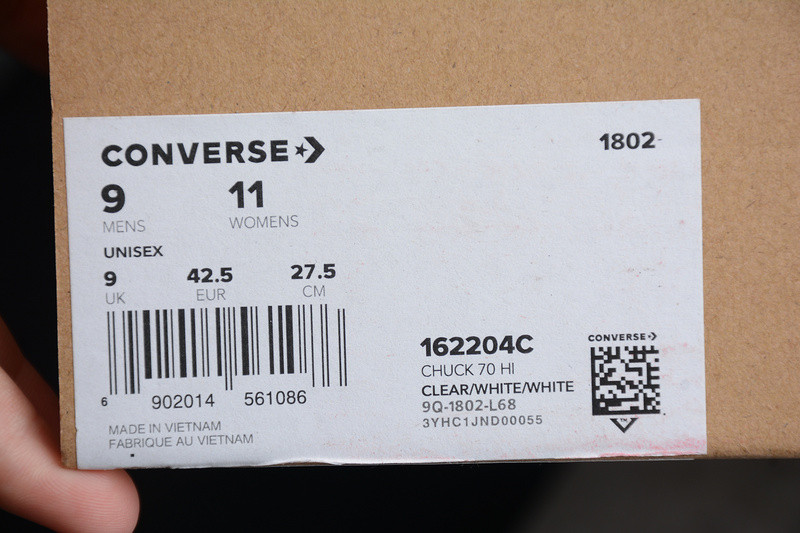 CONVERSE
1802-
9 11
MENS WOMENS
UNISEX
9 42.5 27.5
UK EUR CM
6 902014 561086
MADE IN VIETNAM
FABRIQUE AU VIETNAM
162204C
CHUCK 70 HI
CLEAR/WHITE/WHITE
9Q-1802-L68
3YHC1JND00055
CONVERSE
TM